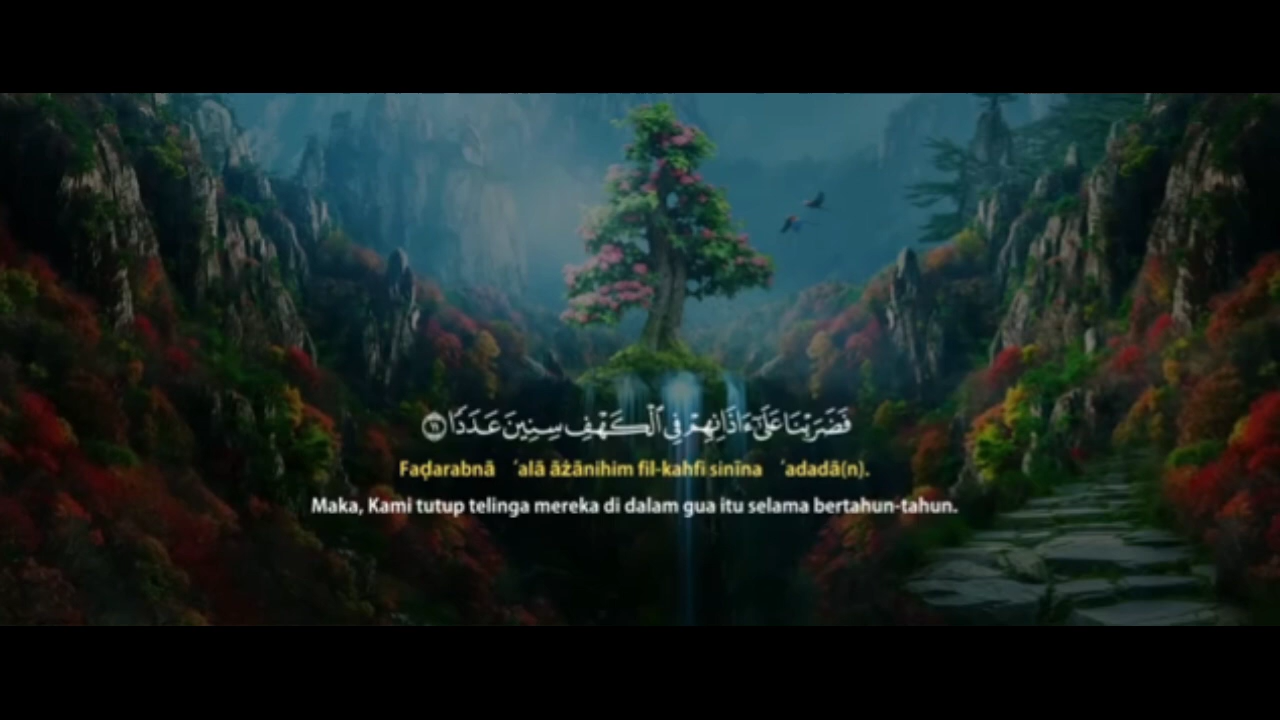 فَضَرَبْنَا عَلَىٰٓ ءَاذَانِهِمْ فِى ٱلْكَهْفِ سِنِينَ عَدَدًا ۝١١
Faḍarabnā ‘alā āżānihim fil-kahfi sinīna ‘adadā(n).
Maka, Kami tutup telinga mereka di dalam gua itu selama bertahun-tahun.